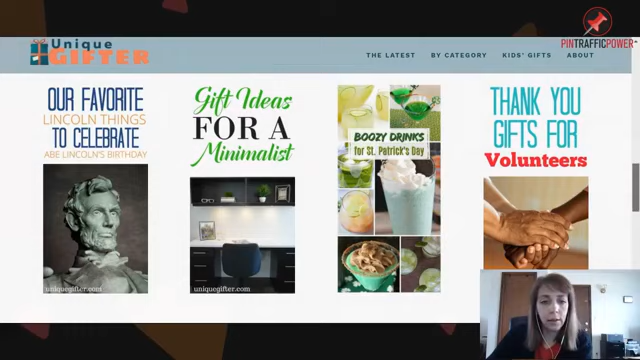 Unique
GIFTER
PINTRAFFICPOWER
THE LATEST
BY CATEGORY
KIDS' GIFTS
ABOUT
OUR FAVORITE
LINCOLN THINGS
TO CELEBRATE
ABE LINCOLN'S BIRTHDAY
uniquegifter.com
Gift Ideas
FOR A
Minimalist
uniquegifter.com
BOOZY DRINKS
for St. Patrick's Day
THANK YOU
GIFTS FOR
Volunteers